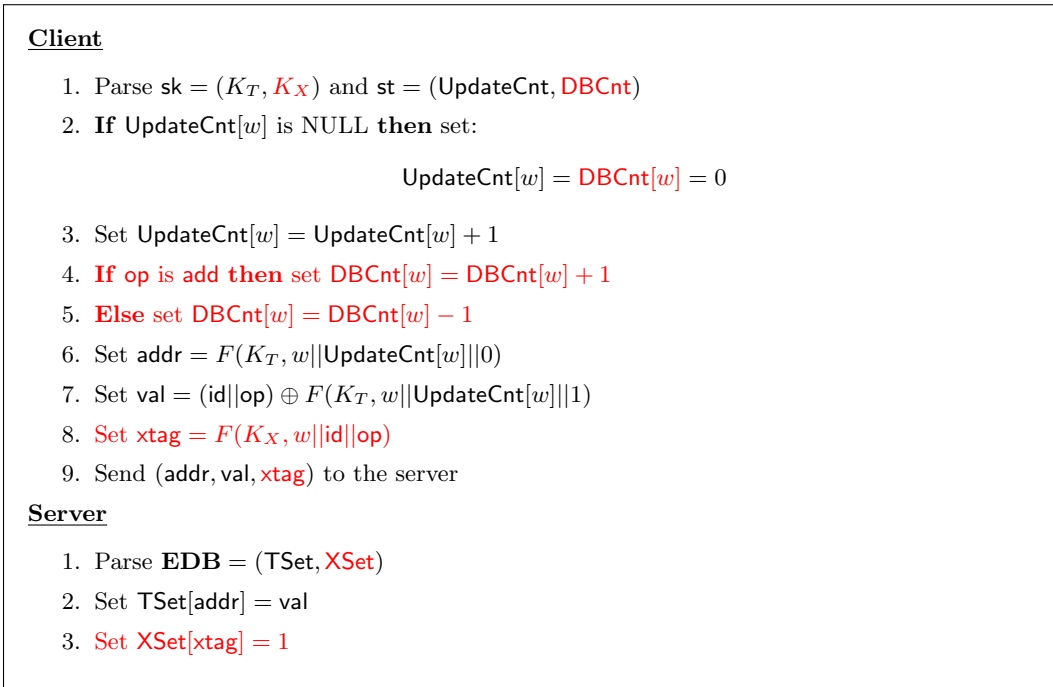 Client
1. Parse sk = (K_T, K_X) and st = (UpdateCnt, DBCnt)
2. If UpdateCnt[w] is NULL then set:
UpdateCnt[w] = DBCnt[w] = 0
3. Set UpdateCnt[w] = UpdateCnt[w] + 1
4. If op is add then set DBCnt[w] = DBCnt[w] + 1
5. Else set DBCnt[w] = DBCnt[w] − 1
6. Set addr = F(K_T, w||UpdateCnt[w]||0)
7. Set val = (id||op) ⊕ F(K_T, w||UpdateCnt[w]||1)
8. Set xtag = F(K_X, w||id||op)
9. Send (addr, val, xtag) to the server
Server
1. Parse EDB = (TSet, XSet)
2. Set TSet[addr] = val
3. Set XSet[xtag] = 1